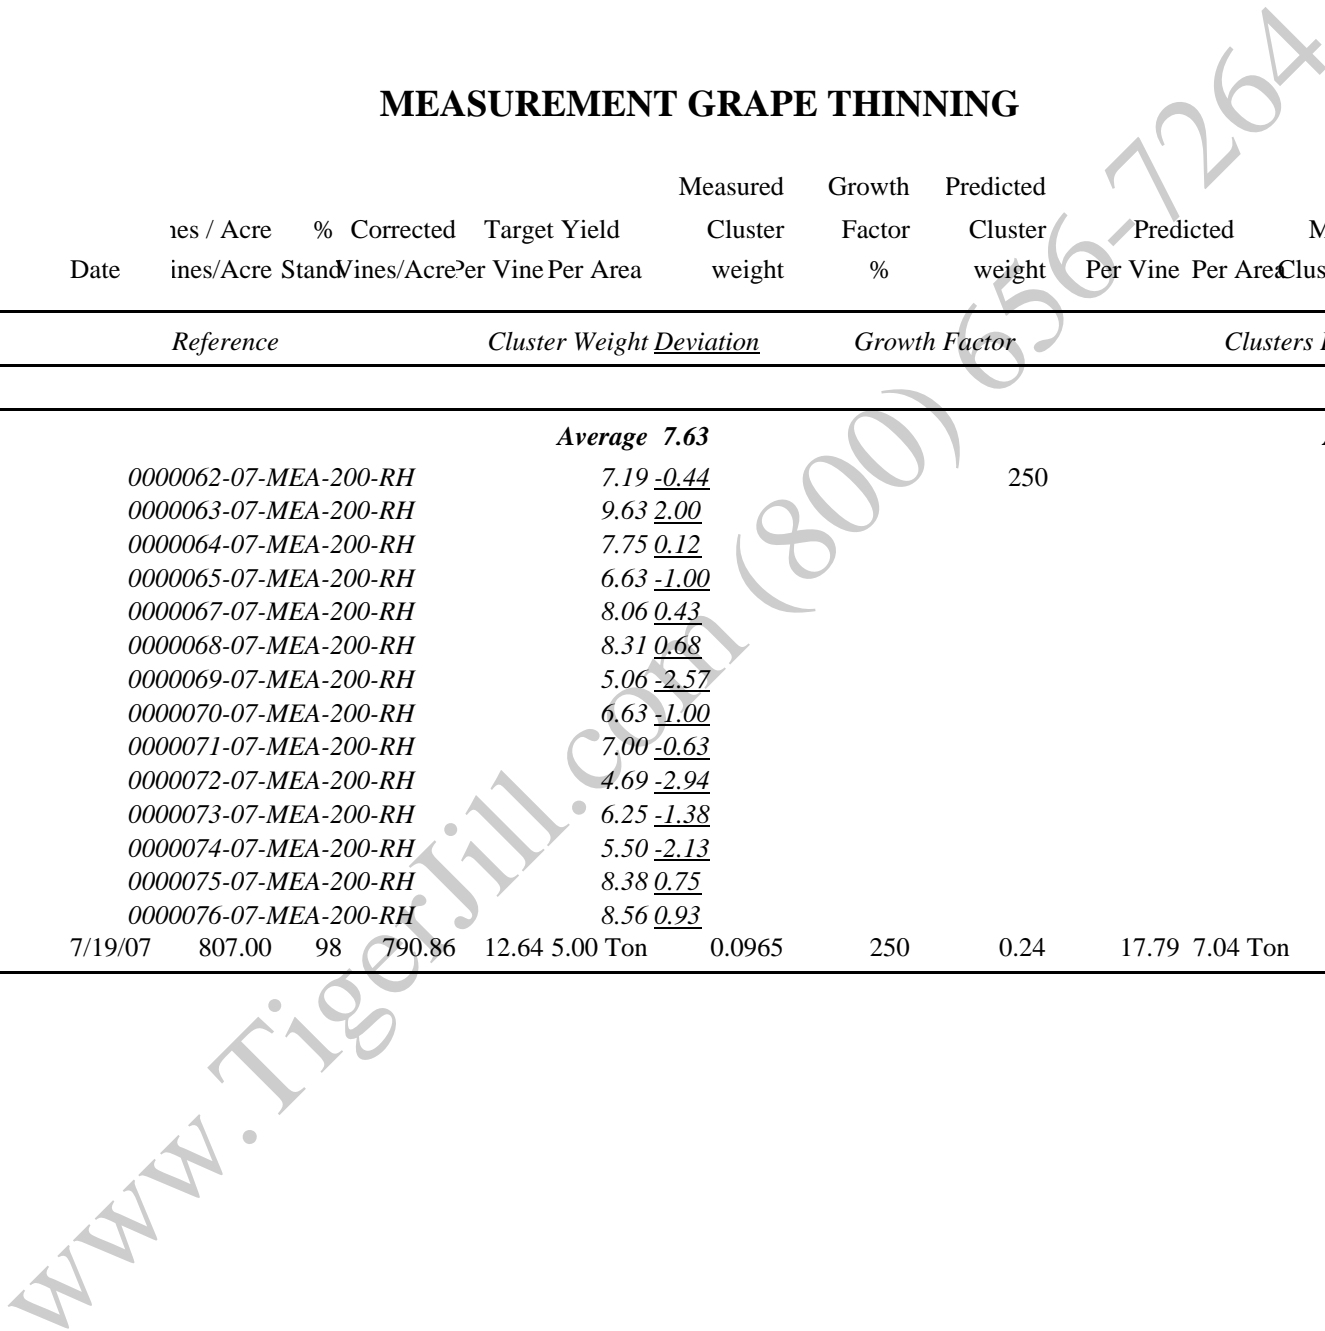 MEASUREMENT GRAPE THINNING
Measured Growth Predicted
nes / Acre % Corrected Target Yield Cluster Factor Cluster Predicted M
Date ines/Acre Stand Vines/Acre Per Vine Per Area weight % weight Per Vine Per Area Clus
Reference Cluster Weight Deviation Growth Factor Clusters
Average 7.63
0000062-07-MEA-200-RH 7.19 -0.44 250
0000063-07-MEA-200-RH 9.63 2.00
0000064-07-MEA-200-RH 7.75 0.12
0000065-07-MEA-200-RH 6.63 -1.00
0000067-07-MEA-200-RH 8.06 0.43
0000068-07-MEA-200-RH 8.31 0.68
0000069-07-MEA-200-RH 5.06 -2.57
0000070-07-MEA-200-RH 6.63 -1.00
0000071-07-MEA-200-RH 7.00 -0.63
0000072-07-MEA-200-RH 4.69 -2.94
0000073-07-MEA-200-RH 6.25 -1.38
0000074-07-MEA-200-RH 5.50 -2.13
0000075-07-MEA-200-RH 8.38 0.75
0000076-07-MEA-200-RH 8.56 0.93
7/19/07 807.00 98 790.86 12.64 5.00 Ton 0.0965 250 0.24 17.79 7.04 Ton
www.TigerJill.com (800) 656-7264